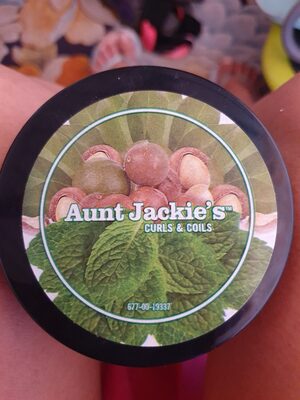 Aunt Jackie's™
CURLS & COILS
677-00-19337